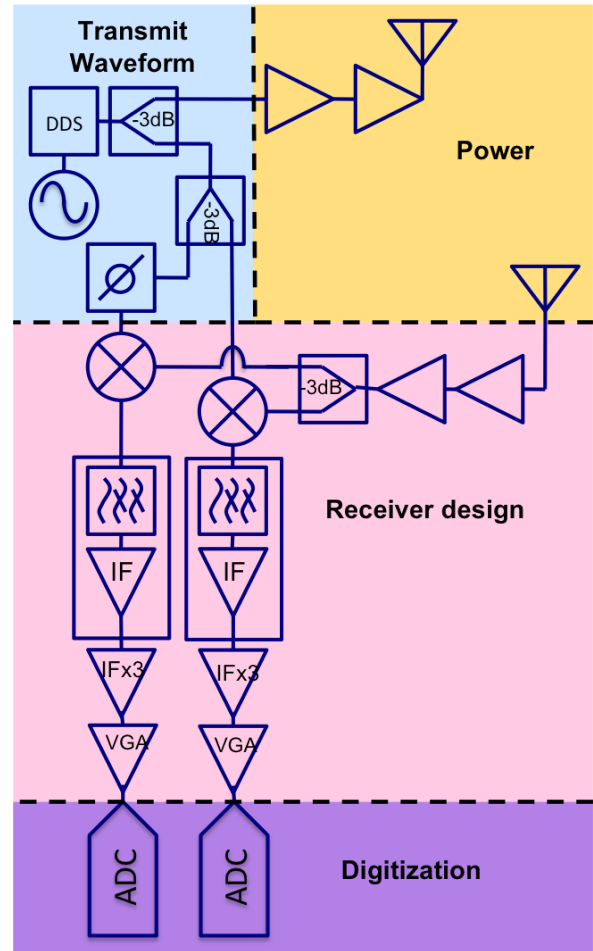 Transmit
Waveform
DDS
-3dB
Power
-3dB
-3dB
Receiver design
IF
IF
IFx3
IFx3
VGA
VGA
ADC
ADC
Digitization